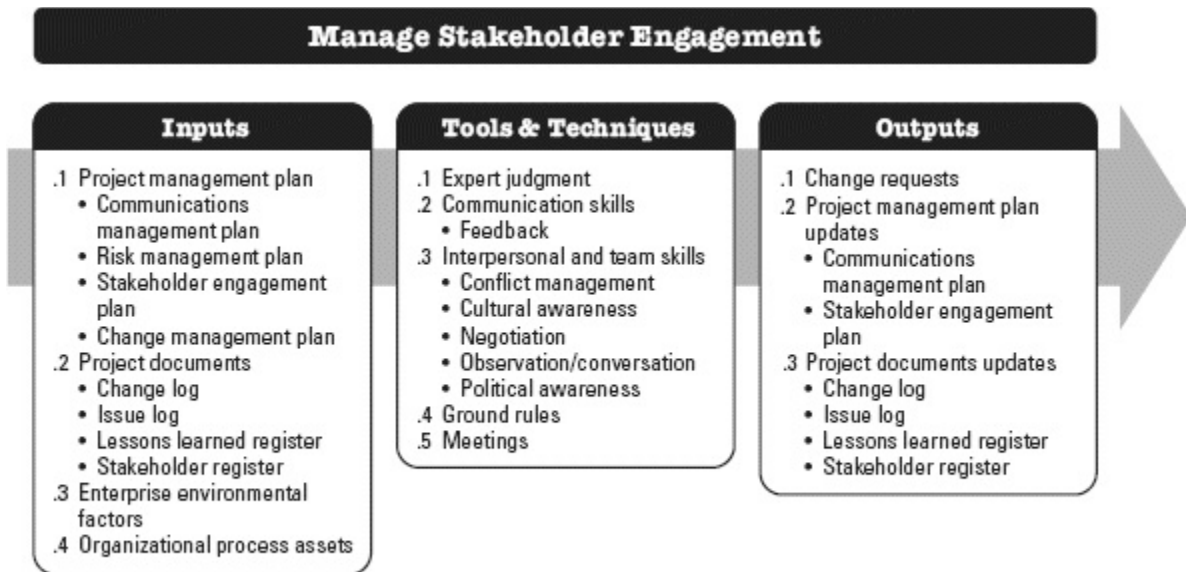 Manage Stakeholder Engagement
Inputs
.1 Project management plan
• Communications
management plan
• Risk management plan
• Stakeholder engagement
plan
• Change management plan
.2 Project documents
• Change log
• Issue log
• Lessons learned register
• Stakeholder register
.3 Enterprise environmental
factors
.4 Organizational process assets
Tools & Techniques
.1 Expert judgment
.2 Communication skills
• Feedback
.3 Interpersonal and team skills
• Conflict management
• Cultural awareness
• Negotiation
• Observation/conversation
• Political awareness
.4 Ground rules
.5 Meetings
Outputs
.1 Change requests
.2 Project management plan
updates
• Communications
management plan
• Stakeholder engagement
plan
.3 Project documents updates
• Change log
• Issue log
• Lessons learned register
• Stakeholder register